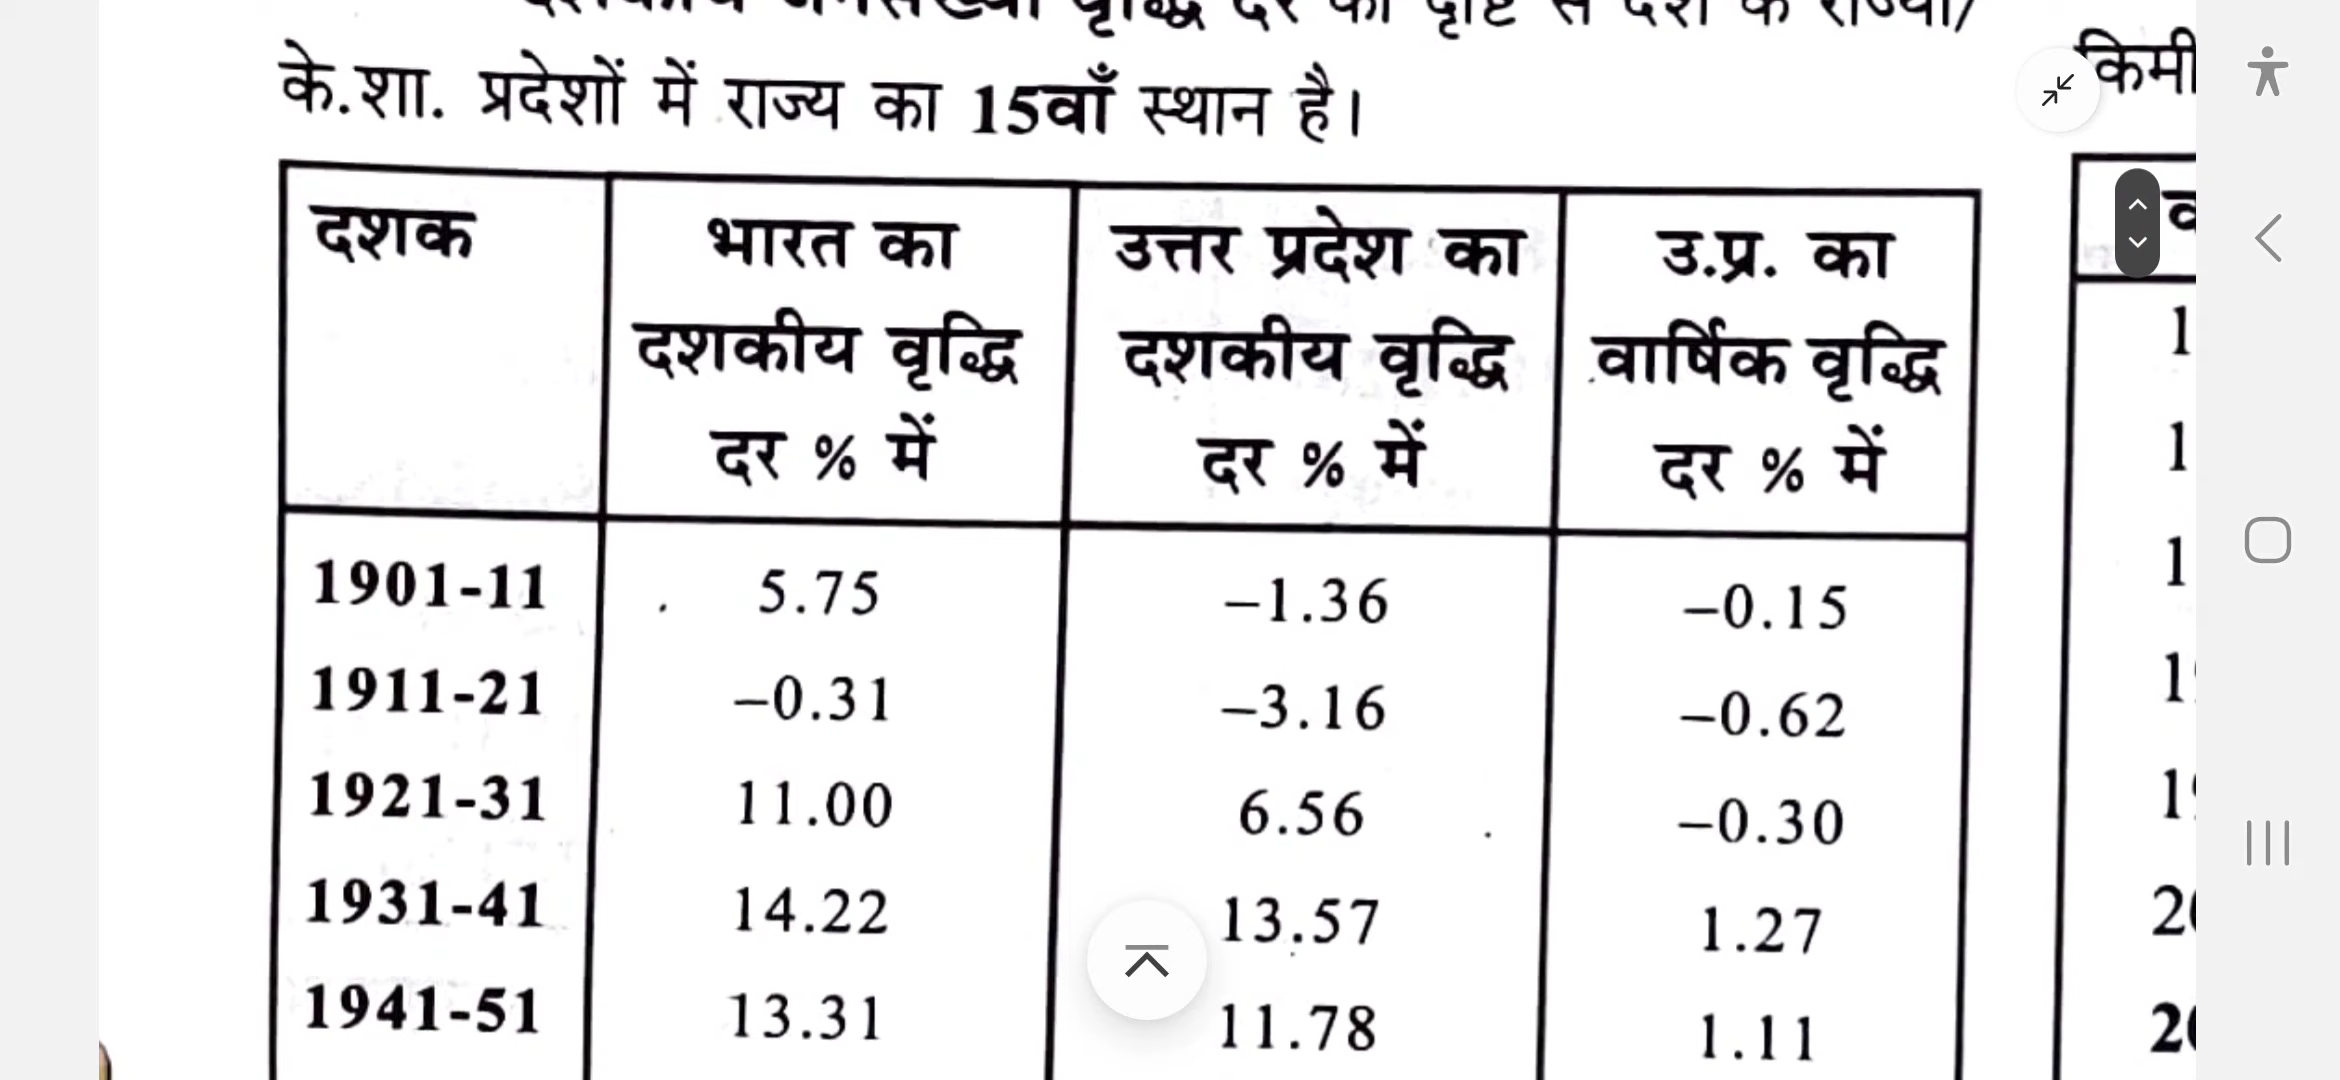 के.शा. प्रदेशों में राज्य का 15वाँ स्थान है।
दशक
भारत का
दशकीय वृद्धि
दर % में
उत्तर प्रदेश का
दशकीय वृद्धि
दर % में
उ.प्र. का
वार्षिक वृद्धि
दर % में
1901-11 5.75 –1.36 –0.15
1911-21 –0.31 –3.16 –0.62
1921-31 11.00 6.56 –0.30
1931-41 14.22 13.57 1.27
1941-51 13.31 11.78 1.11
किमी